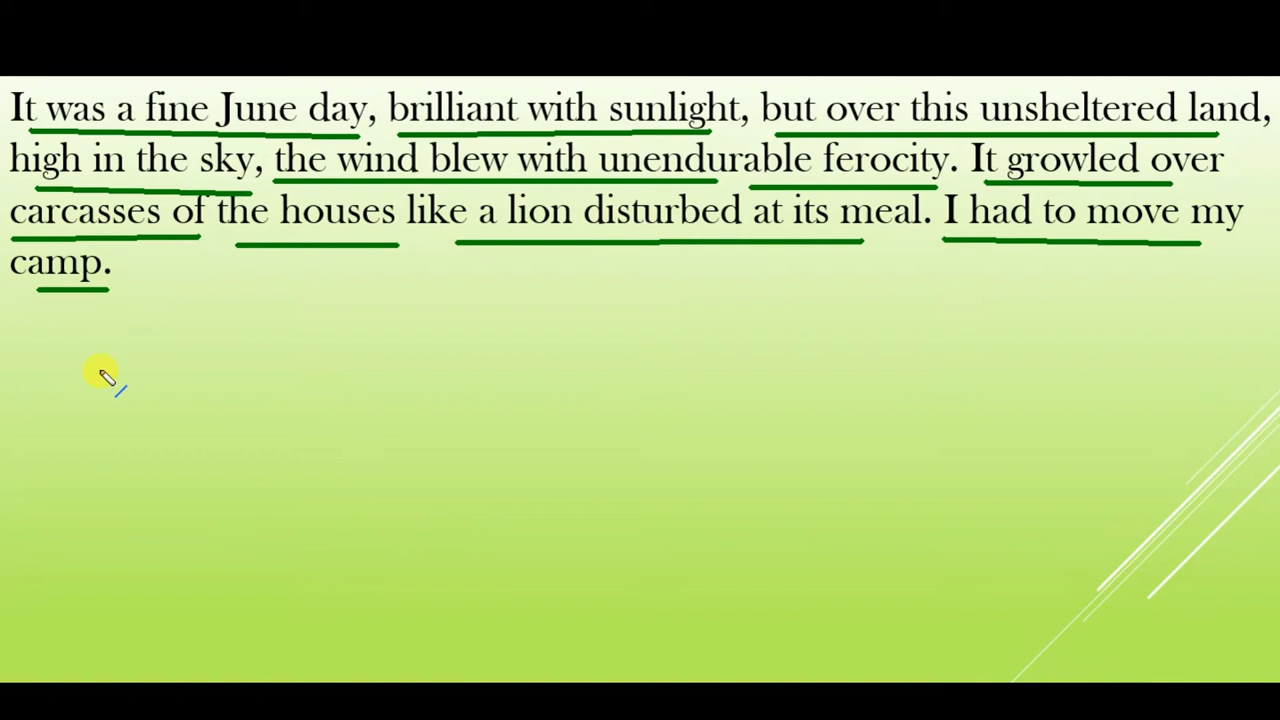 It was a fine June day, brilliant with sunlight, but over this unsheltered land,
high in the sky, the wind blew with unendurable ferocity. It growled over
carcasses of the houses like a lion disturbed at its meal. I had to move my
camp.